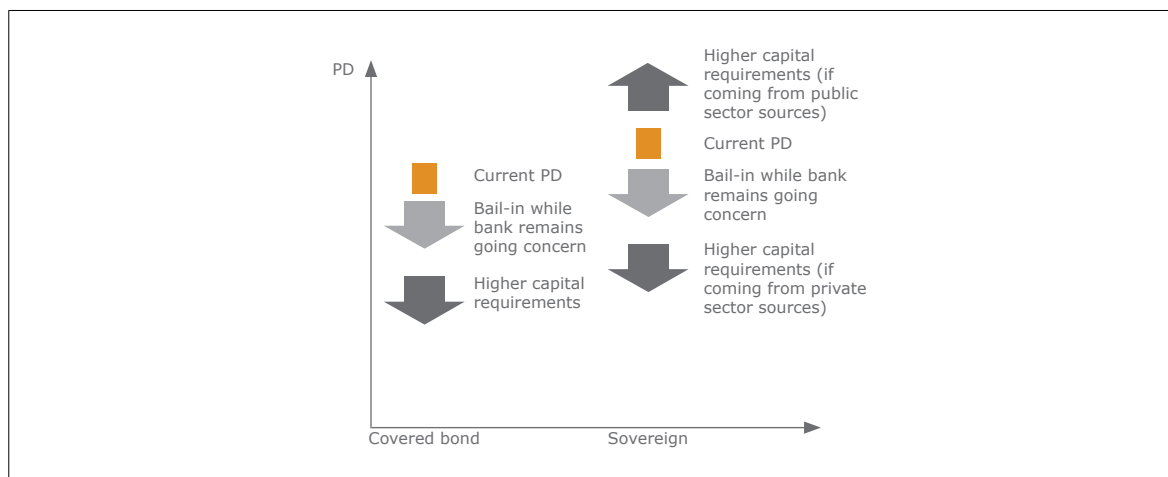 PD
Current PD
Bail-in while
bank remains
going concern
Higher capital
requirements
Higher capital
requirements (if
coming from public
sector sources)
Current PD
Bail-in while bank
remains going
concern
Higher capital
requirements (if
coming from private
sector sources)
Covered bond
Sovereign